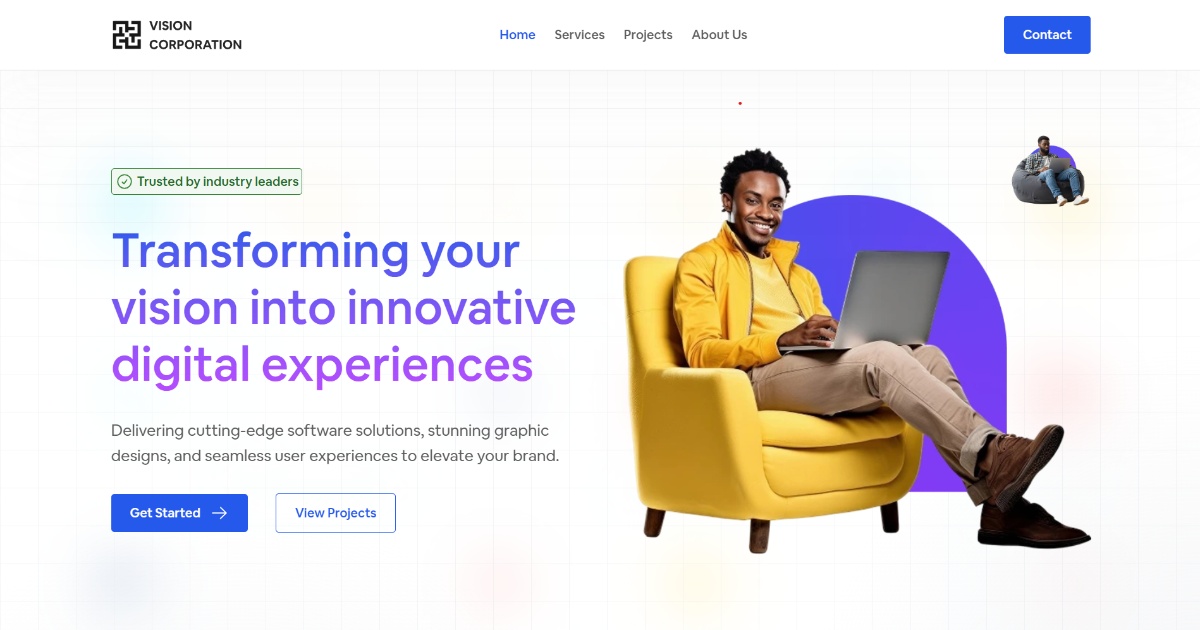 VISION
CORPORATION
Home
Services
Projects
About Us
Contact
Trusted by industry leaders
Transforming your
vision into innovative
digital experiences
Delivering cutting-edge software solutions, stunning graphic
designs, and seamless user experiences to elevate your brand.
Get Started
View Projects